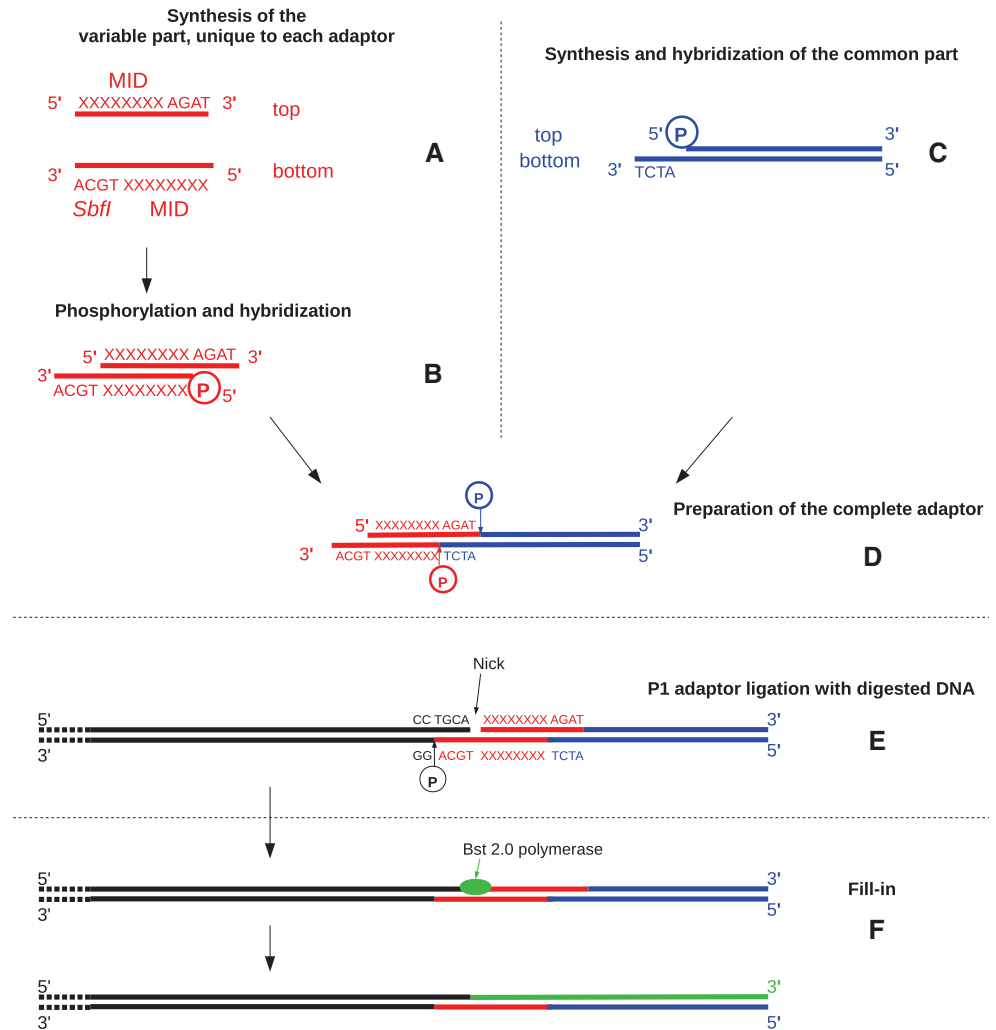 Synthesis of the
variable part, unique to each adaptor
MID
5' XXXXXXXX AGAT 3' top
3' 5' bottom
ACGT XXXXXXXX
SbfI MID
A
Synthesis and hybridization of the common part
top 5' P 3'
bottom 3' TCTA 5'
C
Phosphorylation and hybridization
5' XXXXXXXX AGAT 3'
3'
ACGT XXXXXXXX P 5'
B
Preparation of the complete adaptor
P
5' XXXXXXXX AGAT 3'
3' ACGT XXXXXXXX TCTA 5'
P
D
Nick
P1 adaptor ligation with digested DNA
5' CC TGCA XXXXXXXX AGAT 3'
3' GG ACGT XXXXXXXX TCTA 5'
P
E
Bst 2.0 polymerase
5' 3'
3' 5'
Fill-in
F
5' 3'
3' 5'